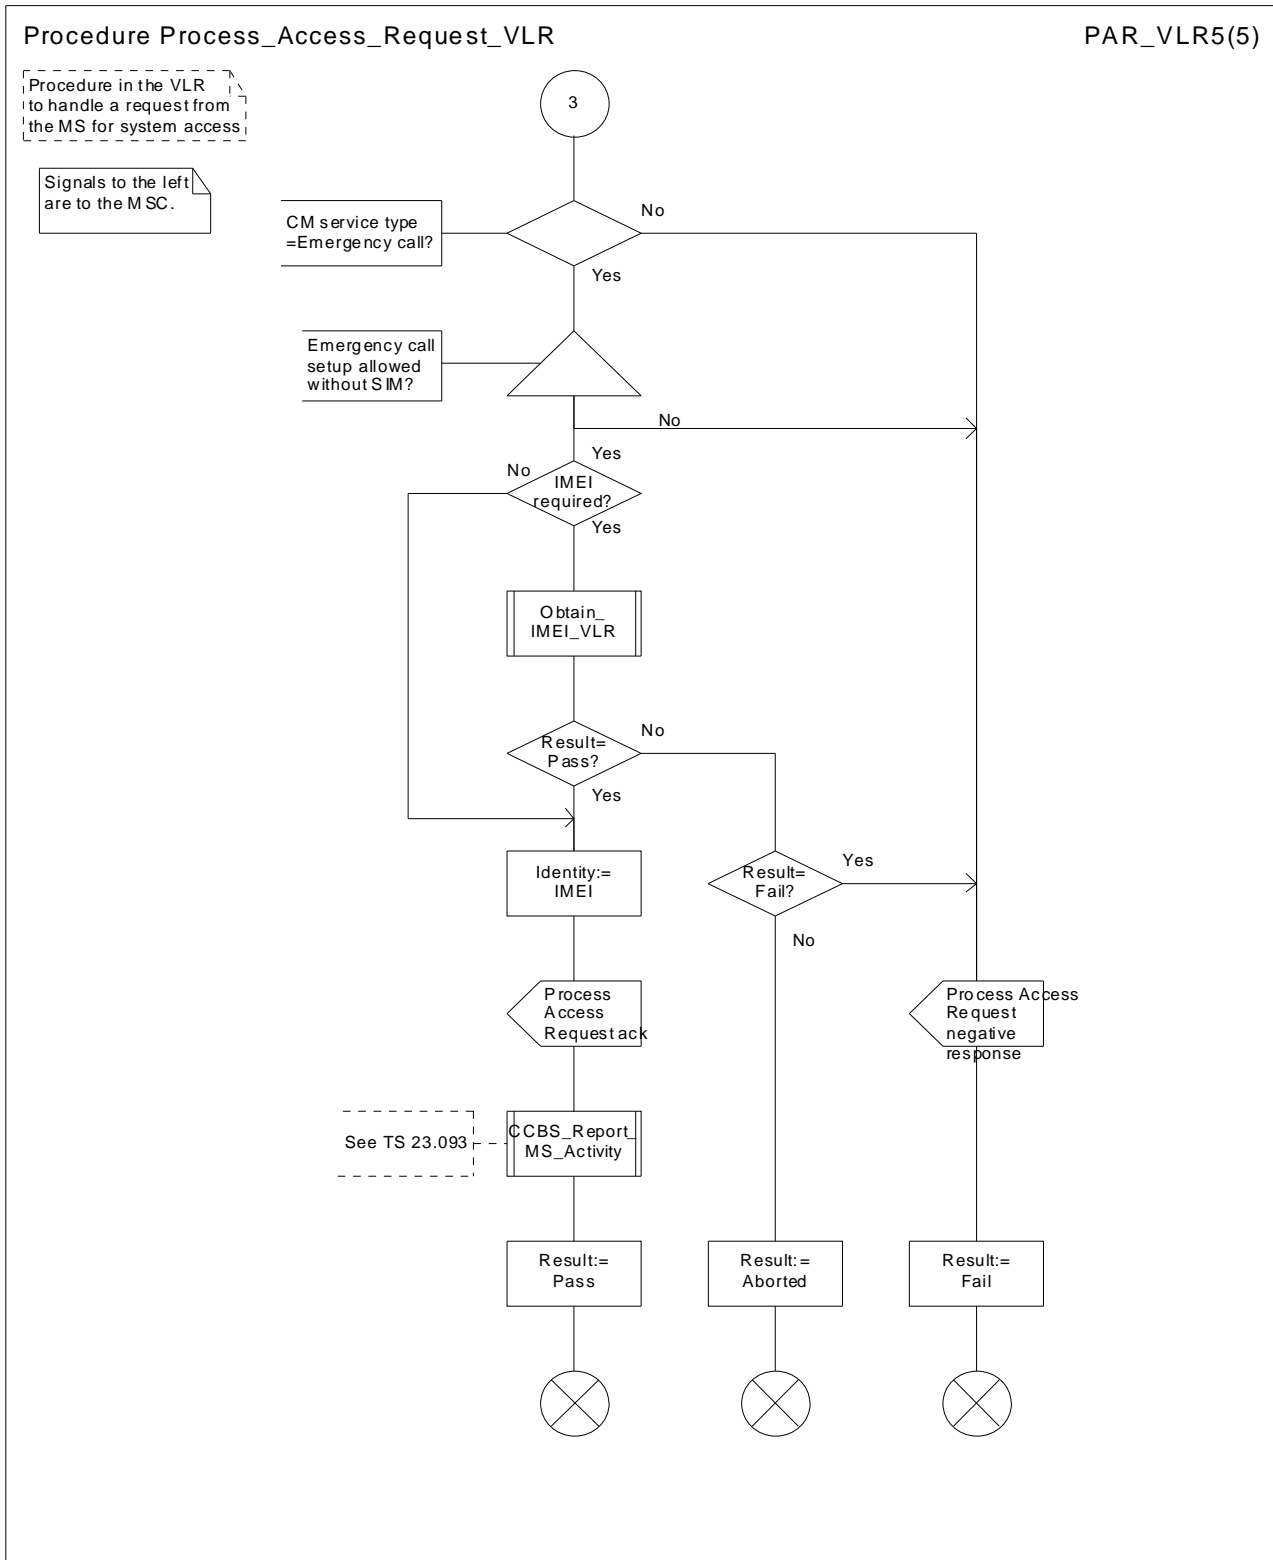 Procedure Process_Access_Request_VLR
PAR_VLR5(5)
Procedure in the VLR
to handle a request from
the MS for system access
3
Signals to the left
are to the MSC.
CM service type
=Emergency call?
No
Yes
Emergency call
setup allowed
without SIM?
No
Yes
No
IMEI
required?
Yes
Obtain_
IMEI_VLR
No
Result=
Pass?
Yes
Identity:=
IMEI
Result=
Fail?
Yes
No
Process
Access
Request ack
Process Access
Request
negative
response
See TS 23.093
CCBS_Report_
MS_Activity
Result:=
Pass
Result:=
Aborted
Result:=
Fail